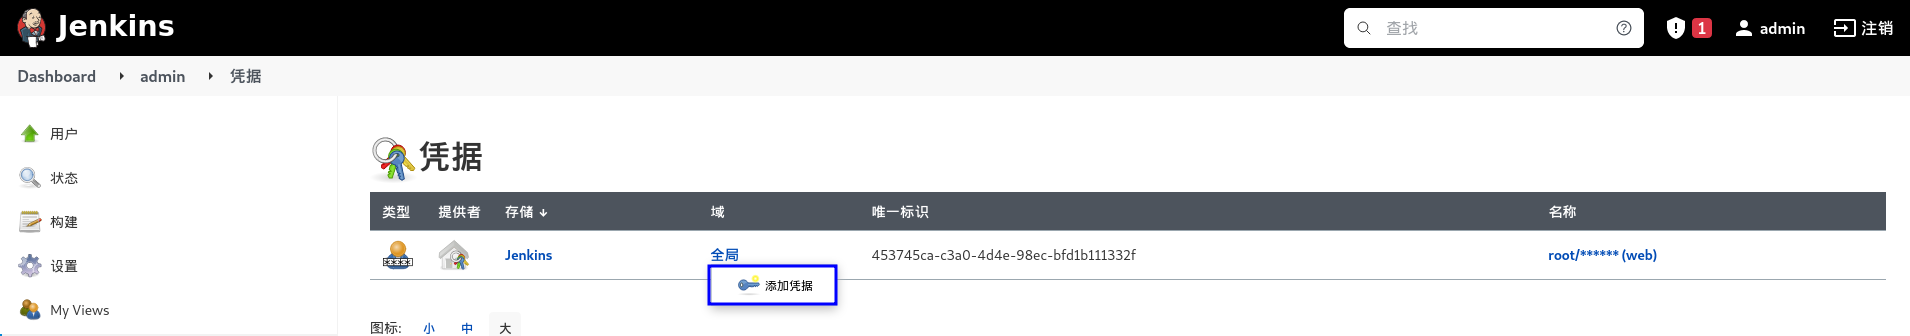 Jenkins
查找
1
admin
注销
Dashboard admin 凭据
用户
状态
构建
设置
My Views
凭据
类型 提供者 存储 ↓ 域 唯一标识 名称
Jenkins 全局 453745ca-c3a0-4d4e-98ec-bfd1b111332f root/****** (web)
添加凭据
图标: 小 中 大